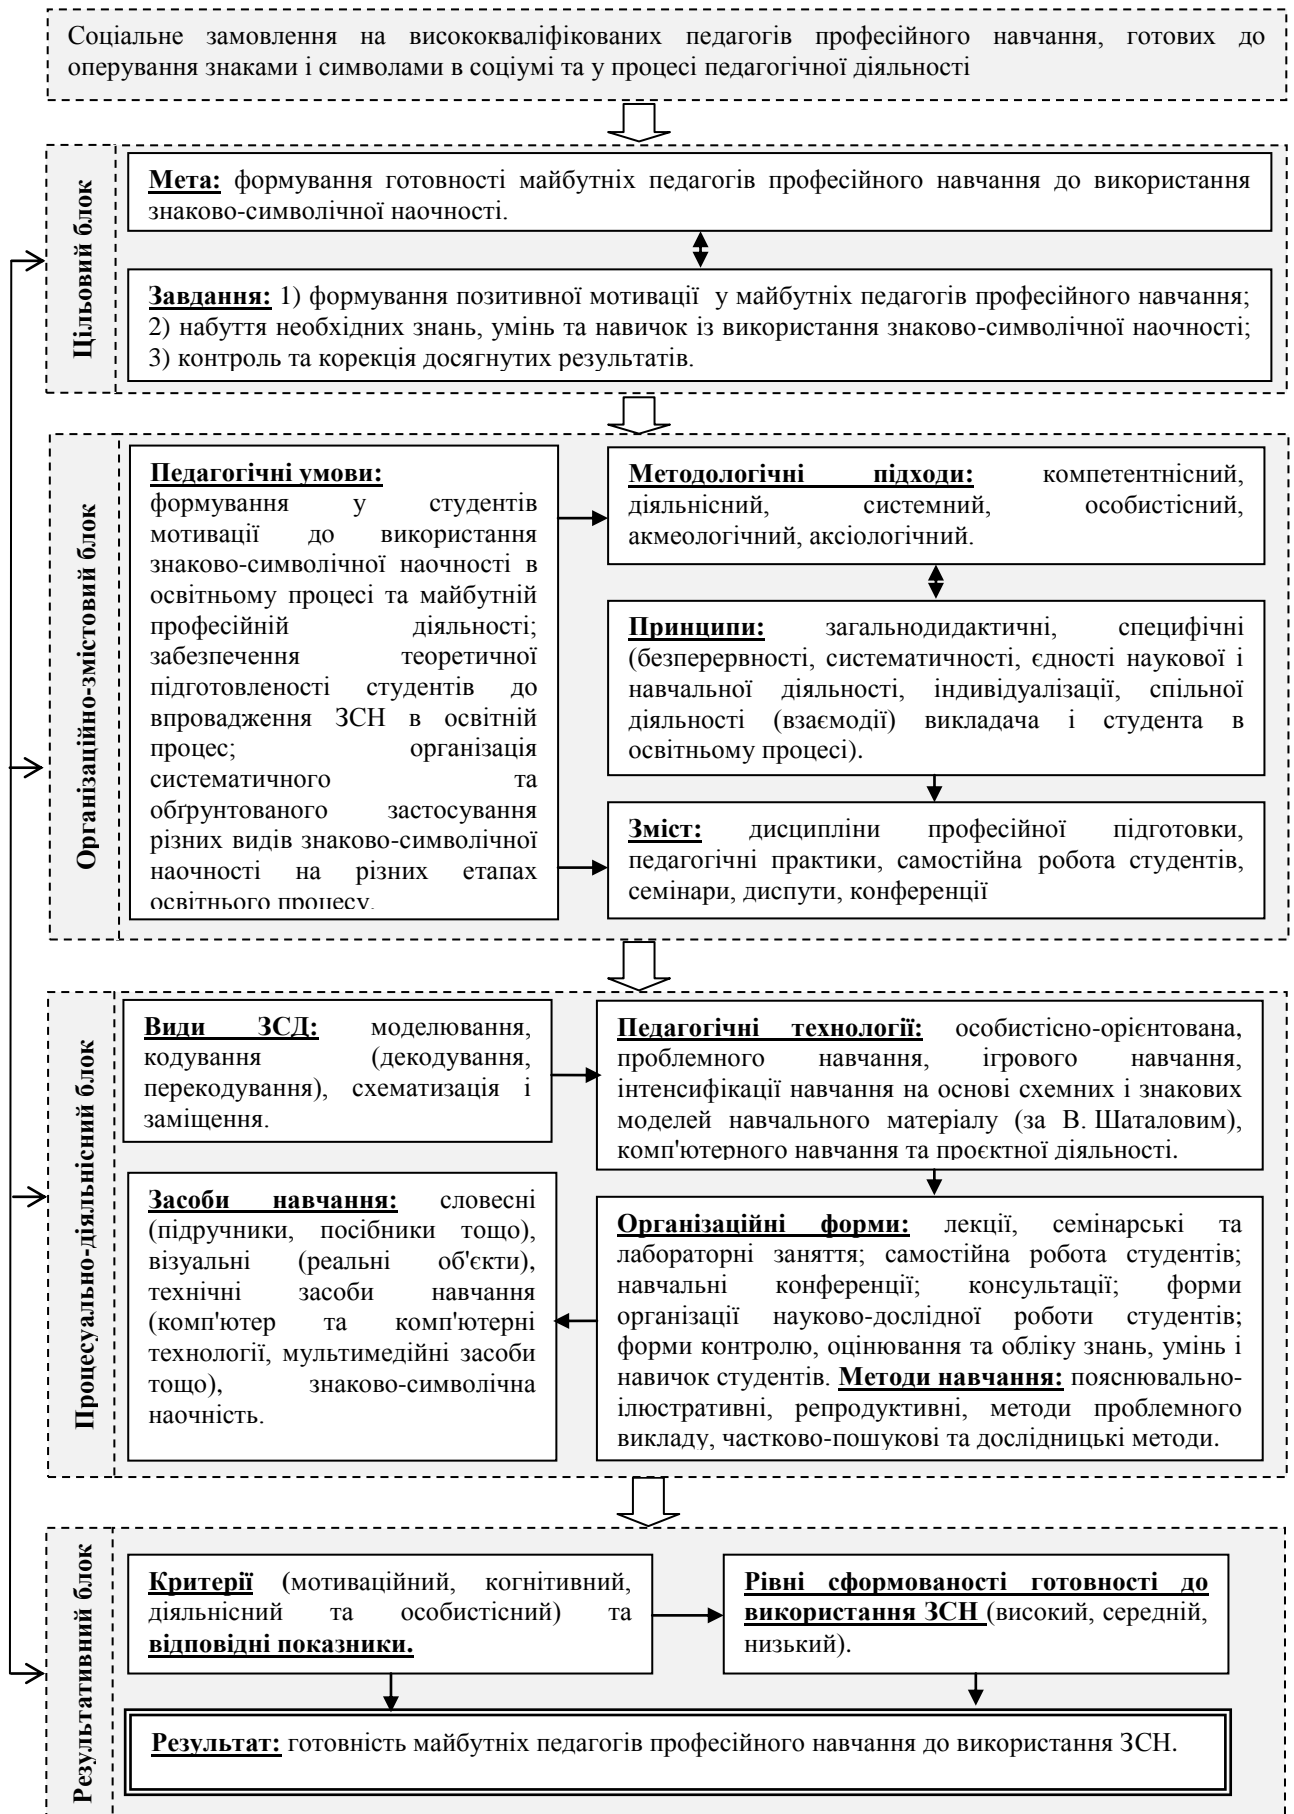 Соціальне замовлення на висококваліфікованих педагогів професійного навчання, готових до
оперування знаками і символами в соціумі та у процесі педагогічної діяльності
Цільовий блок
Мета: формування готовності майбутніх педагогів професійного навчання до використання
знаково-символічної наочності.
Завдання: 1) формування позитивної мотивації у майбутніх педагогів професійного навчання;
2) набуття необхідних знань, умінь та навичок із використання знаково-символічної наочності;
3) контроль та корекція досягнутих результатів.
Організаційно-змістовий блок
Педагогічні умови:
формування у студентів
мотивації до використання
знаково-символічної наочності в
освітньому процесі та майбутній
професійній діяльності;
забезпечення теоретичної
підготовленості студентів до
впровадження ЗСН в освітній
процес; організація
систематичного та
обґрунтованого застосування
різних видів знаково-символічної
наочності на різних етапах
освітнього процесу.
Методологічні підходи: компетентнісний,
діяльнісний, системний, особистісний,
акмеологічний, аксіологічний.
Принципи: загальнодидактичні, специфічні
(безперервності, систематичності, єдності наукової і
навчальної діяльності, індивідуалізації, спільної
діяльності (взаємодії) викладача і студента в
освітньому процесі).
Зміст: дисципліни професійної підготовки,
педагогічні практики, самостійна робота студентів,
семінари, диспути, конференції
Процесуально-діяльнісний блок
Види ЗСД: моделювання,
кодування (декодування,
перекодування), схематизація і
заміщення.
Педагогічні технології: особистісно-орієнтована,
проблемного навчання, ігрового навчання,
інтенсифікації навчання на основі схемних і знакових
моделей навчального матеріалу (за В. Шаталовим),
комп'ютерного навчання та проєктної діяльності.
Засоби навчання: словесні
(підручники, посібники тощо),
візуальні (реальні об'єкти),
технічні засоби навчання
(комп'ютер та комп'ютерні
технології, мультимедійні засоби
тощо), знаково-символічна
наочність.
Організаційні форми: лекції, семінарські та
лабораторні заняття; самостійна робота студентів;
навчальні конференції; консультації; форми
організації науково-дослідної роботи студентів;
форми контролю, оцінювання та обліку знань, умінь і
навичок студентів. Методи навчання: пояснювально-
ілюстративні, репродуктивні, методи проблемного
викладу, частково-пошукові та дослідницькі методи.
Результативний блок
Критерії (мотиваційний, когнітивний,
діяльнісний та особистісний) та
відповідні показники.
Рівні сформованості готовності до
використання ЗСН (високий, середній,
низький).
Результат: готовність майбутніх педагогів професійного навчання до використання ЗСН.